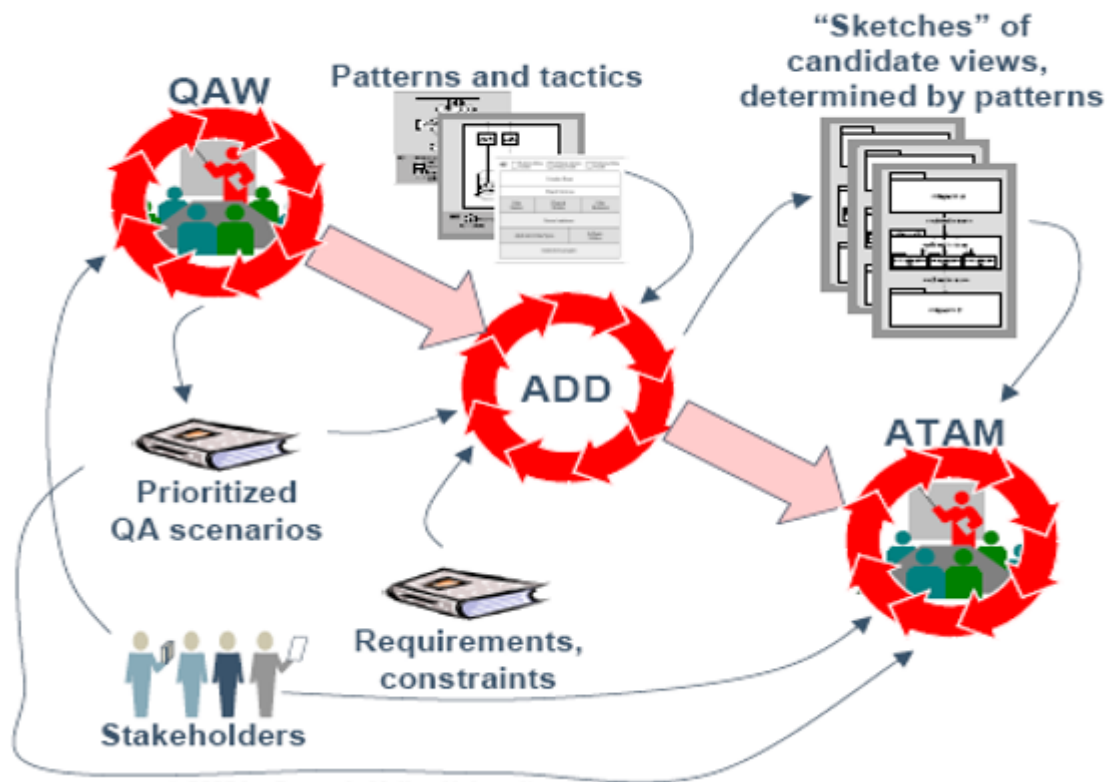 “Sketches” of
candidate views,
determined by patterns
Patterns and tactics
QAW
ADD
ATAM
Prioritized
QA scenarios
Requirements,
constraints
Stakeholders